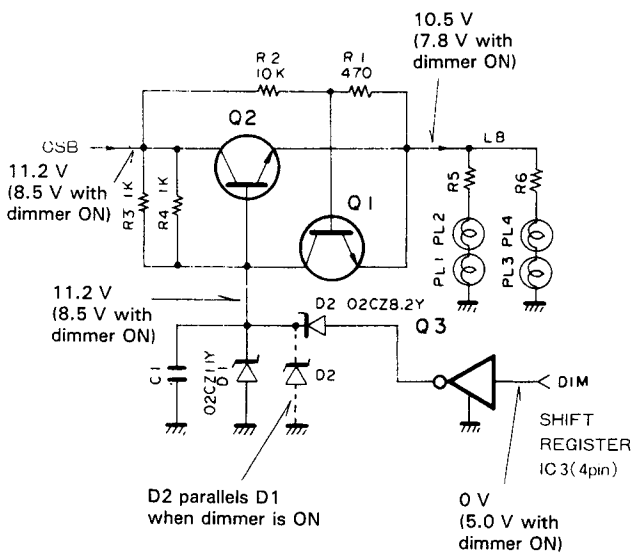 10.5 V
(7.8 V with
dimmer ON)
R2
10K
R1
470
Q2
CSB
LB
11.2 V
(8.5 V with
dimmer ON)
R3 1K
R4 1K
Q1
R5
R6
PL1 PL2
PL3 PL4
11.2 V
(8.5 V with
dimmer ON)
D2 02CZ8.2Y
Q3
C1
02CZ11Y
D1
D2
DIM
SHIFT
REGISTER
IC3(4pin)
D2 parallels D1
when dimmer is ON
0 V
(5.0 V with
dimmer ON)